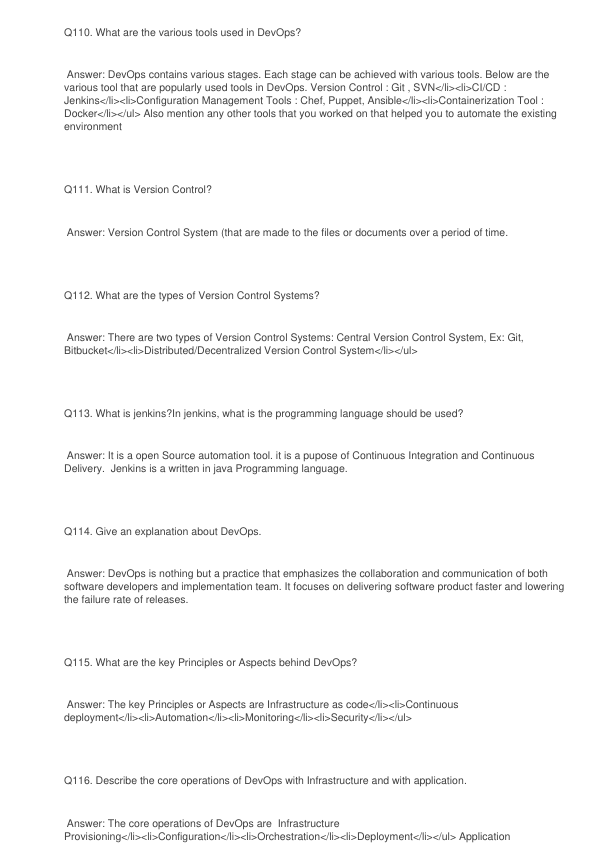 Q110. What are the various tools used in DevOps?
Answer: DevOps contains various stages. Each stage can be achieved with various tools. Below are the
various tool that are popularly used tools in DevOps. Version Control : Git , SVN</li><li>CI/CD :
Jenkins</li><li>Configuration Management Tools : Chef, Puppet, Ansible</li><li>Containerization Tool :
Docker</li></ul> Also mention any other tools that you worked on that helped you to automate the existing
environment
Q111. What is Version Control?
Answer: Version Control System (that are made to the files or documents over a period of time.
Q112. What are the types of Version Control Systems?
Answer: There are two types of Version Control Systems: Central Version Control System, Ex: Git,
Bitbucket</li><li>Distributed/Decentralized Version Control System</li></ul>
Q113. What is jenkins?In jenkins, what is the programming language should be used?
Answer: It is a open Source automation tool. it is a pupose of Continuous Integration and Continuous
Delivery.  Jenkins is a written in java Programming language.
Q114. Give an explanation about DevOps.
Answer: DevOps is nothing but a practice that emphasizes the collaboration and communication of both
software developers and implementation team. It focuses on delivering software product faster and lowering
the failure rate of releases.
Q115. What are the key Principles or Aspects behind DevOps?
Answer: The key Principles or Aspects are Infrastructure as code</li><li>Continuous
deployment</li><li>Automation</li><li>Monitoring</li><li>Security</li></ul>
Q116. Describe the core operations of DevOps with Infrastructure and with application.
Answer: The core operations of DevOps are  Infrastructure
Provisioning</li><li>Configuration</li><li>Orchestration</li><li>Deployment</li></ul> Application